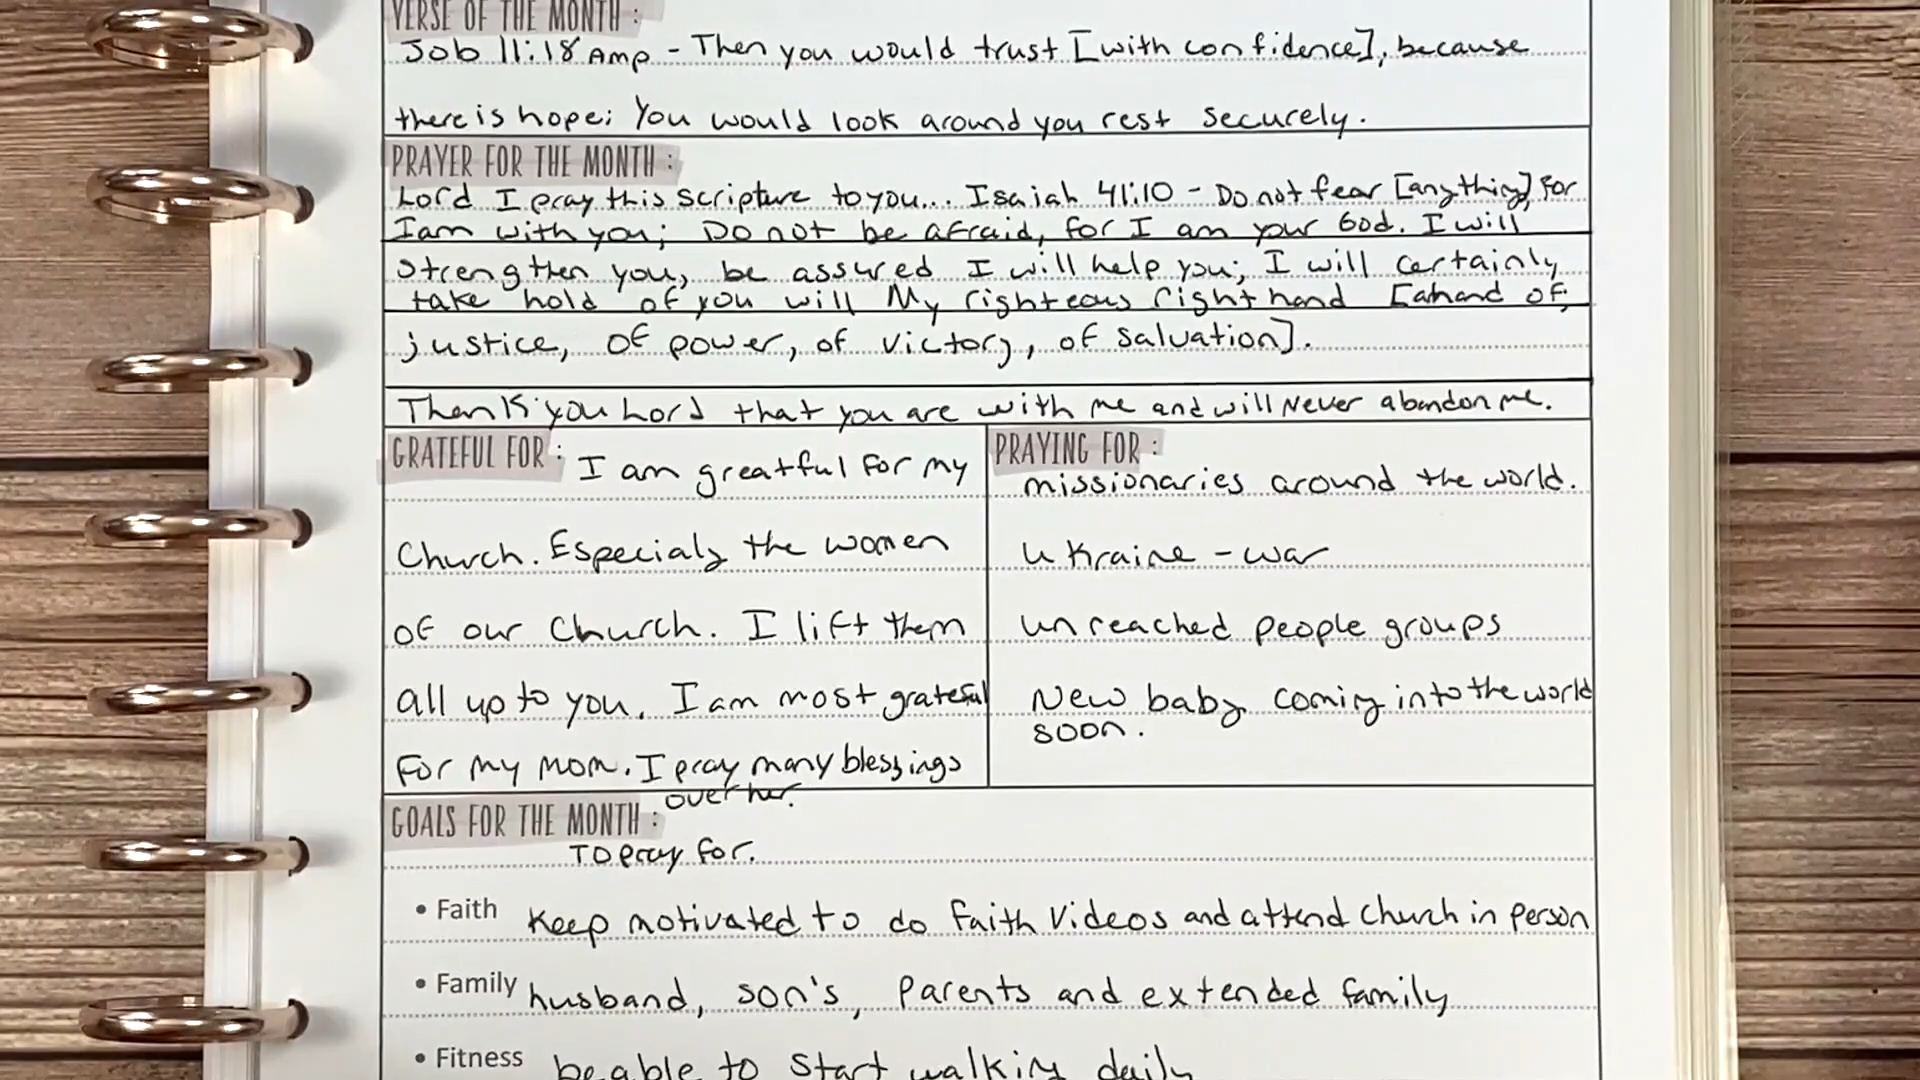 VERSE OF THE MONTH :
Job 11:18 Amp - Then you would trust [with confidence], because
there is hope; You would look around you rest securely.
PRAYER FOR THE MONTH :
Lord I pray this scripture to you... Isaiah 41:10 - Do not fear [anything], for
I am with you; Do not be afraid, for I am your God. I will
strengthen you, be assured I will help you; I will certainly
take hold of you will My righteous right hand [a hand of
justice, of power, of victory, of salvation].
Thank you Lord that you are with me and will Never abandon me.
GRATEFUL FOR : I am greatful for my
Church. Especialy the women
of our Church. I lift them
all up to you. I am most grateful
for my mom. I pray many blessings
over her.
PRAYING FOR :
missionaries around the world.
Ukraine - war
unreached people groups
New baby coming into the world
soon.
GOALS FOR THE MONTH :
To pray for.
• Faith Keep motivated to do faith videos and attend church in person
• Family husband, son's, parents and extended family
• Fitness be able to start walking daily